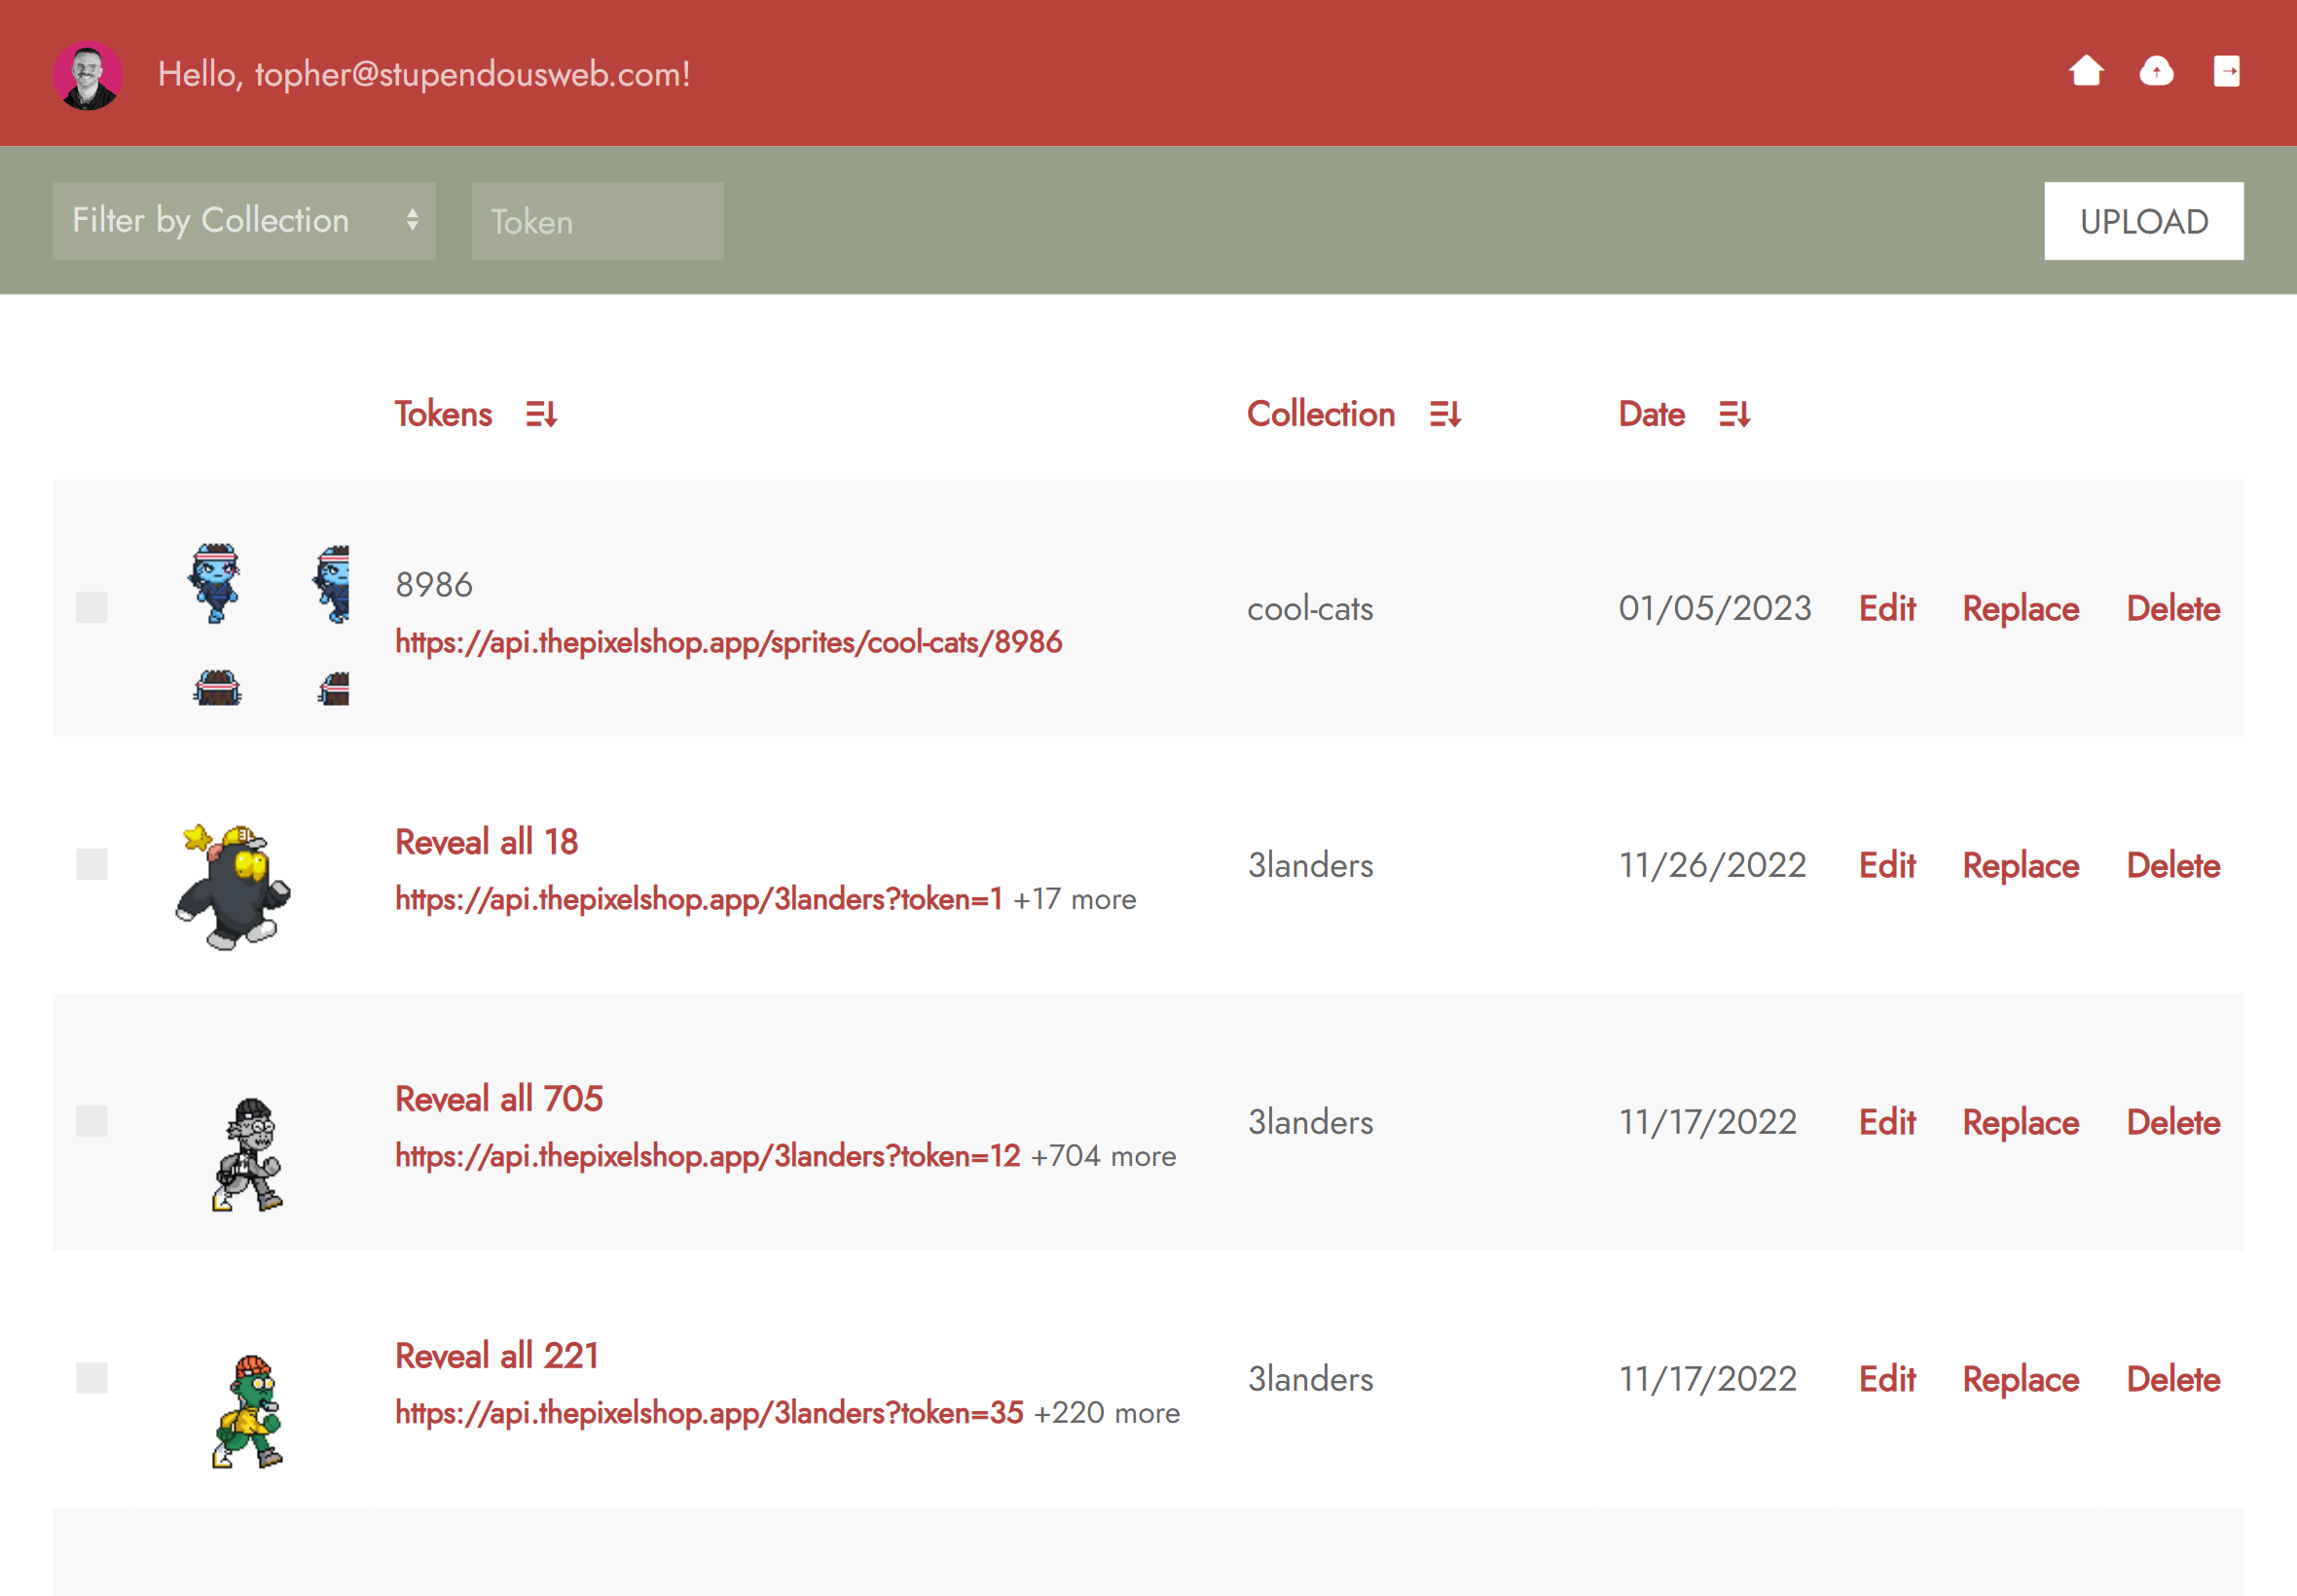 Hello, topher@stupendousweb.com!
Filter by Collection Token UPLOAD
Tokens Collection Date
8986
https://api.thepixelshop.app/sprites/cool-cats/8986
cool-cats 01/05/2023 Edit Replace Delete
Reveal all 18
https://api.thepixelshop.app/3landers?token=1 +17 more
3landers 11/26/2022 Edit Replace Delete
Reveal all 705
https://api.thepixelshop.app/3landers?token=12 +704 more
3landers 11/17/2022 Edit Replace Delete
Reveal all 221
https://api.thepixelshop.app/3landers?token=35 +220 more
3landers 11/17/2022 Edit Replace Delete